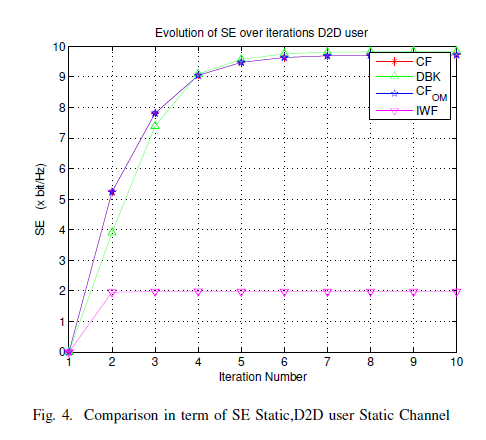 Evolution of SE over iterations D2D user
10
9
8
7
6
5
4
3
2
1
0
SE (x bit/Hz)
CF
DBK
CF_OM
IWF
1 2 3 4 5 6 7 8 9 10
Iteration Number
Fig. 4. Comparison in term of SE Static,D2D user Static Channel